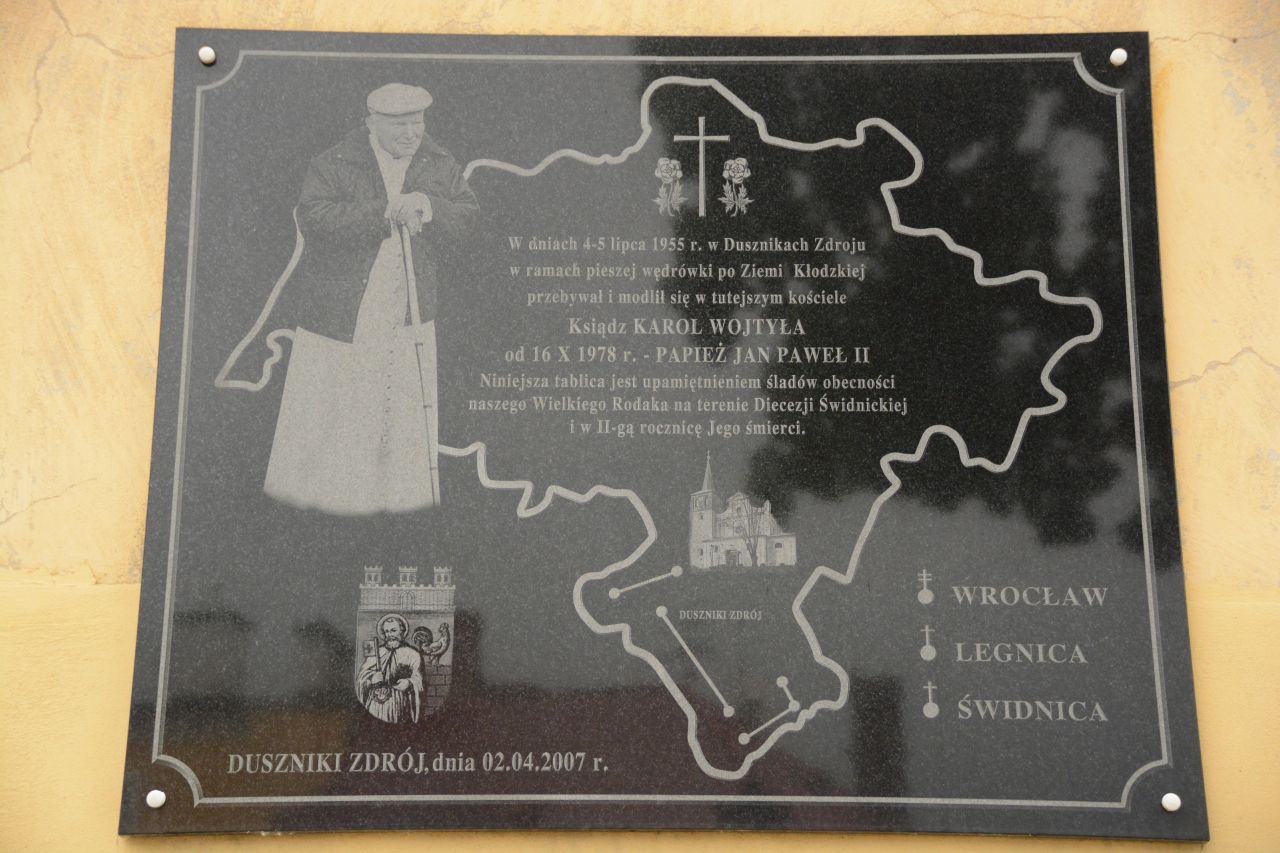 W dniach 4-5 lipca 1955 r. w Dusznikach Zdroju
w ramach pieszej wędrówki po Ziemi Kłodzkiej
przebywał i modlił się w tutejszym kościele
Ksiądz KAROL WOJTYŁA
od 16 X 1978 r. - PAPIEŻ JAN PAWEŁ II
Niniejsza tablica jest upamiętnieniem śladów obecności
naszego Wielkiego Rodaka na terenie Diecezji Świdnickiej
i w II-gą rocznicę Jego śmierci.
DUSZNIKI ZDRÓJ
WROCŁAW
LEGNICA
ŚWIDNICA
DUSZNIKI ZDRÓJ, dnia 02.04.2007 r.